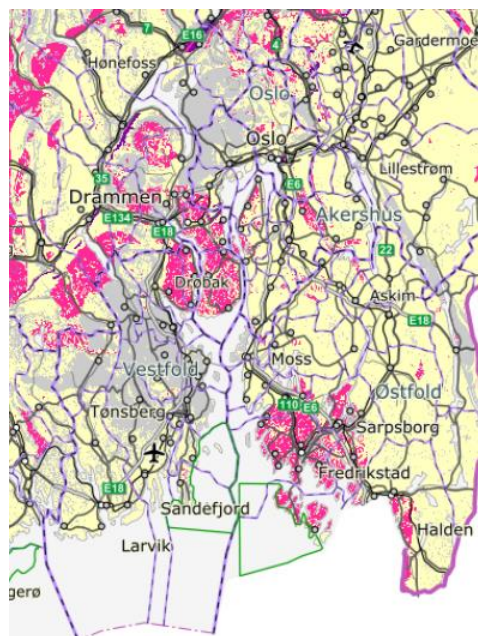 7
E16
4
Gardermoe
Hønefoss
Oslo
Oslo
Lillestrøm
35
Drammen
E6
E134
E18
Akershus
22
Drøbak
Askim
E18
Moss
Vestfold
Østfold
Tønsberg
110
E6
Sarpsborg
Fredrikstad
E18
Sandefjord
Halden
Larvik
gerø